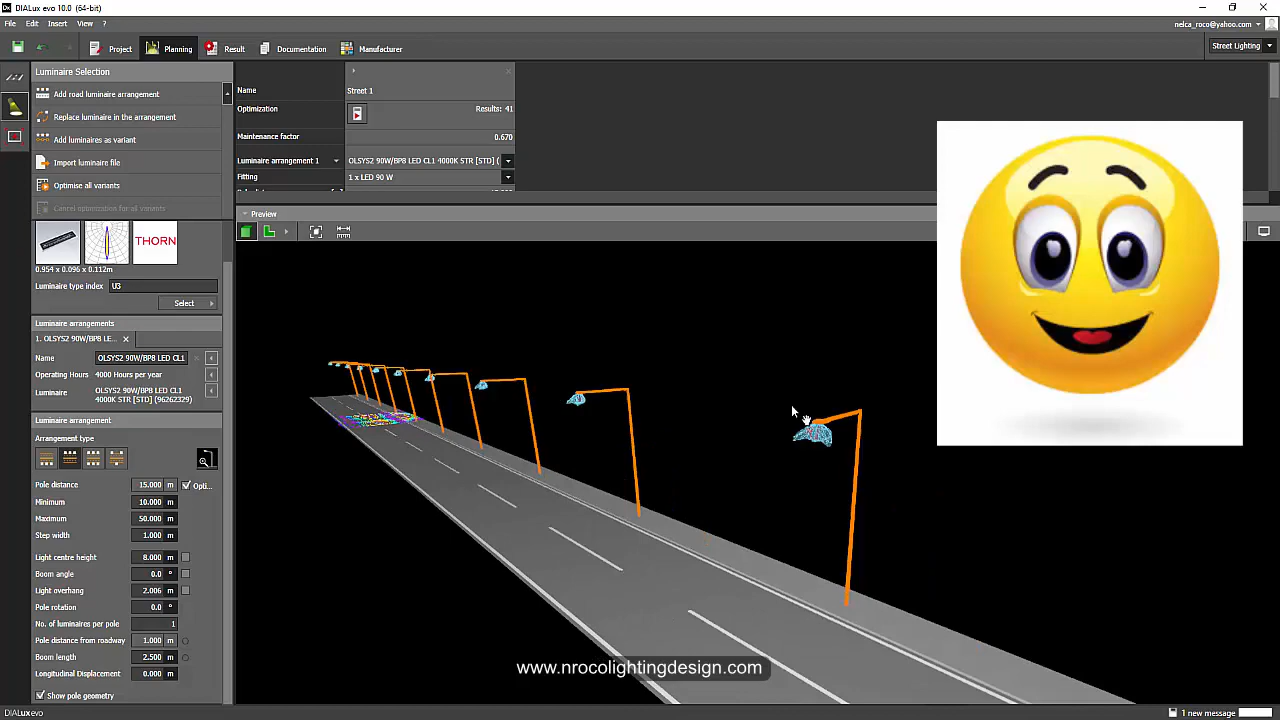 DIALux evo 10.0 (64-bit)
File Edit Insert View ?
nelca_roco@yahoo.com
Project Planning Result Documentation Manufacturer
Street Lighting
Luminaire Selection
Add road luminaire arrangement
Replace luminaire in the arrangement
Add luminaires as variant
Import luminaire file
Optimise all variants
Cancel optimization for all variants
THORN
0.954 x 0.096 x 0.112m
Luminaire type index U3
Select
Luminaire arrangements
1. OLSYS2 90W/BP8 LE...
Name OLSYS2 90W/BP8 LED CL1
Operating Hours 4000 Hours per year
Luminaire OLSYS2 90W/BP8 LED CL1
4000K STR [STD] (96262329)
Luminaire arrangement
Arrangement type
Pole distance 15.000 m Opti...
Minimum 10.000 m
Maximum 50.000 m
Step width 1.000 m
Light centre height 8.000 m
Boom angle 0.0 °
Light overhang 2.006 m
Pole rotation 0.0 °
No. of luminaires per pole 1
Pole distance from roadway 1.000 m
Boom length 2.500 m
Longitudinal Displacement 0.000 m
Show pole geometry
Name Street 1
Optimization Results: 41
Maintenance factor 0.670
Luminaire arrangement 1 OLSYS2 90W/BP8 LED CL1 4000K STR [STD] (
Fitting 1 x LED 90 W
Preview
www.nrocolightingdesign.com
DIALux evo
1 new message